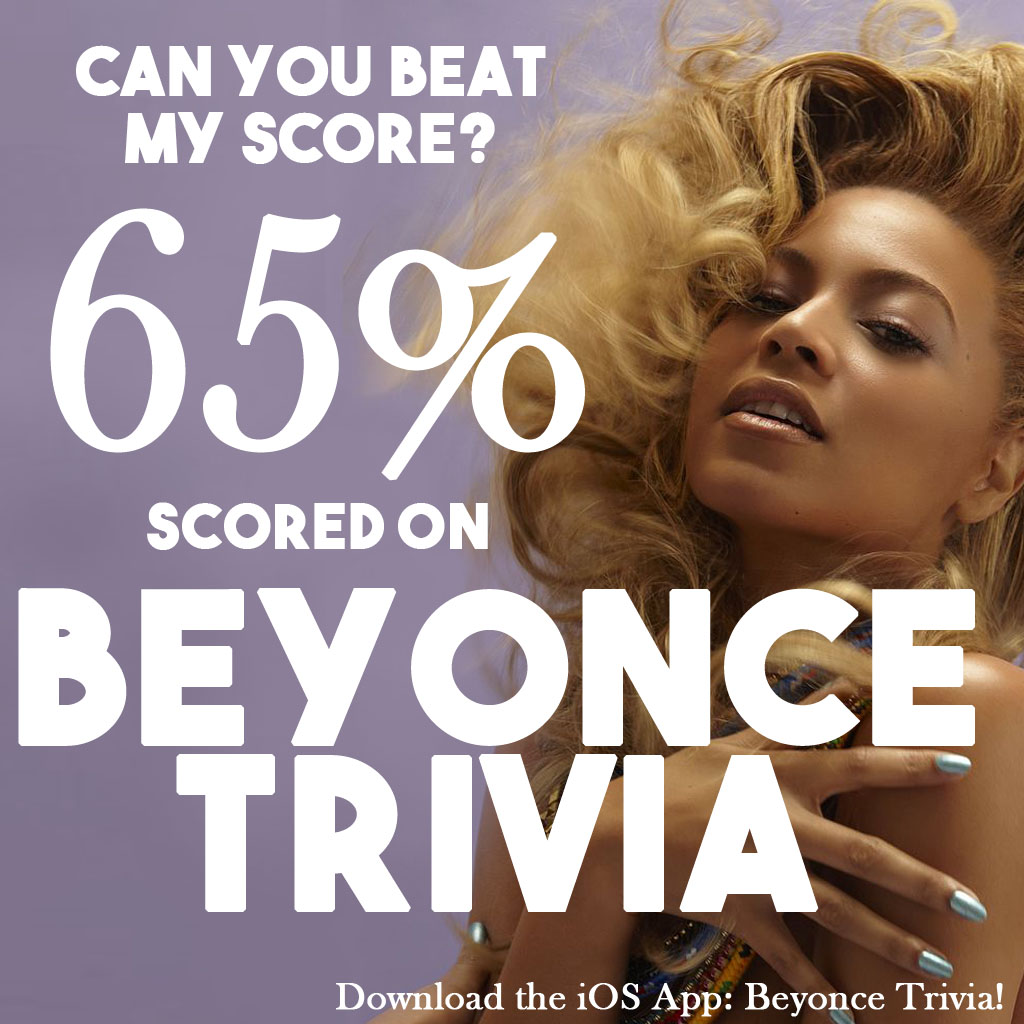 CAN YOU BEAT
MY SCORE?
65%
SCORED ON
BEYONCE
TRIVIA
Download the iOS App: Beyonce Trivia!